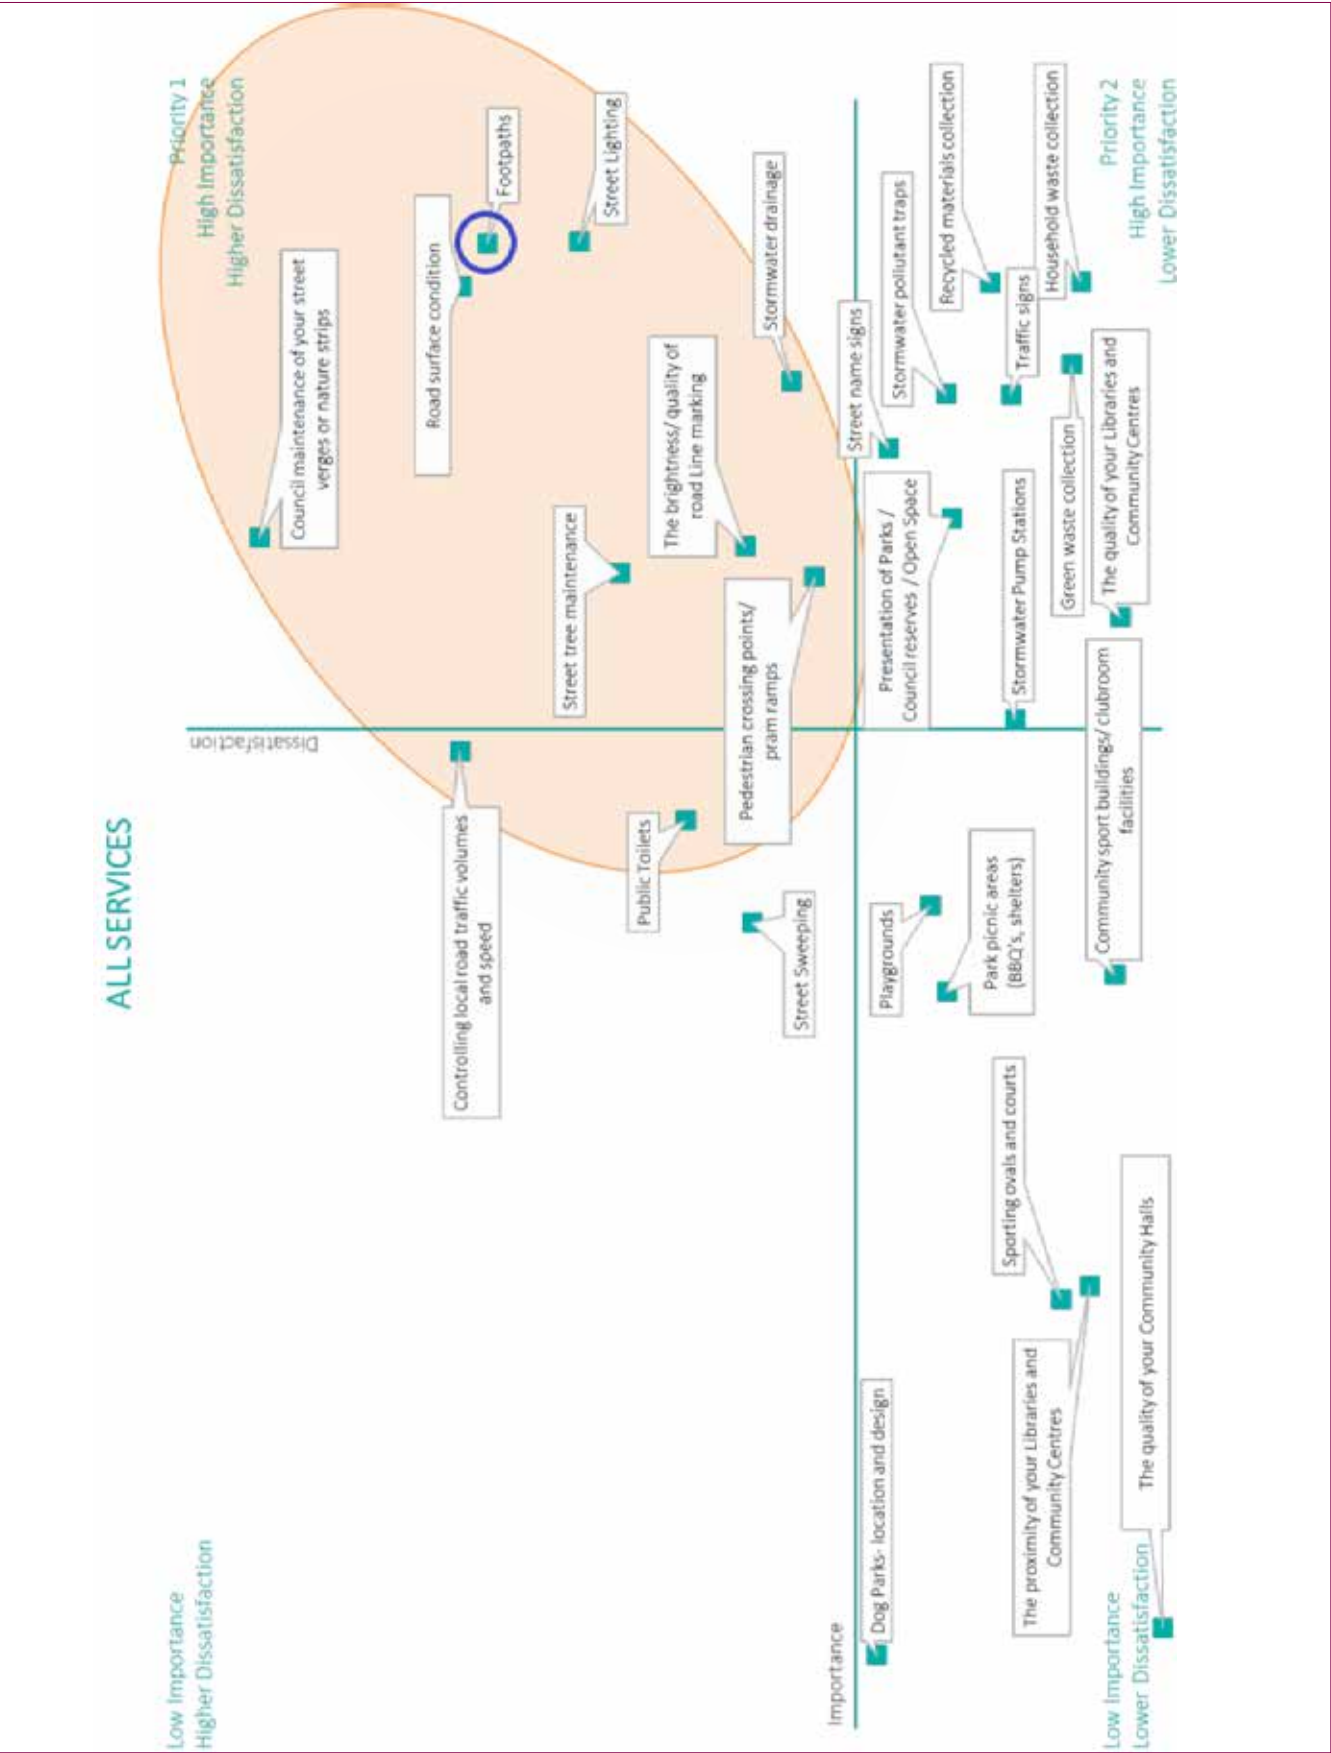 ALL SERVICES
Low Importance
Higher Dissatisfaction
Priority 1
High Importance
Higher Dissatisfaction
Dissatisfaction
Council maintenance of your street
verges or nature strips
Road surface condition
Footpaths
Controlling local road traffic volumes
and speed
Street Lighting
Street tree maintenance
Public Toilets
The brightness/ quality of
road Line marking
Pedestrian crossing points/
pram ramps
Stormwater drainage
Street Sweeping
Importance
Dog Parks- location and design
Street name signs
Playgrounds
Presentation of Parks /
Council reserves / Open Space
Stormwater pollutant traps
Recycled materials collection
Park picnic areas
(BBQ's, shelters)
Stormwater Pump Stations
Traffic signs
Sporting ovals and courts
Household waste collection
Green waste collection
The proximity of your Libraries and
Community Centres
The quality of your Libraries and
Community Centres
Community sport buildings/ clubroom
facilities
The quality of your Community Halls
Low Importance
Lower Dissatisfaction
Priority 2
High Importance
Lower Dissatisfaction